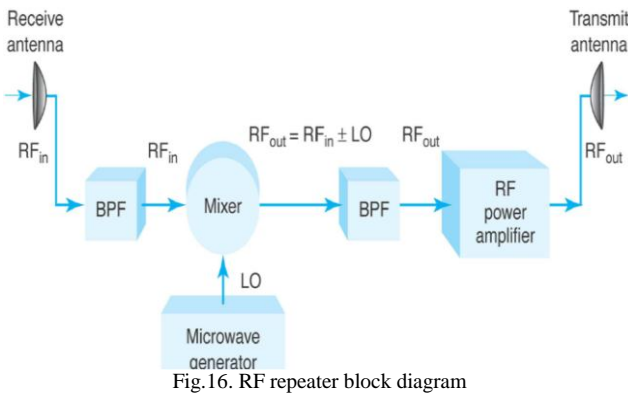 Receive
antenna
Transmit
antenna
RFin
RFin
RFout = RFin ± LO
RFout
RFout
BPF
Mixer
BPF
RF
power
amplifier
LO
Microwave
generator
Fig.16. RF repeater block diagram